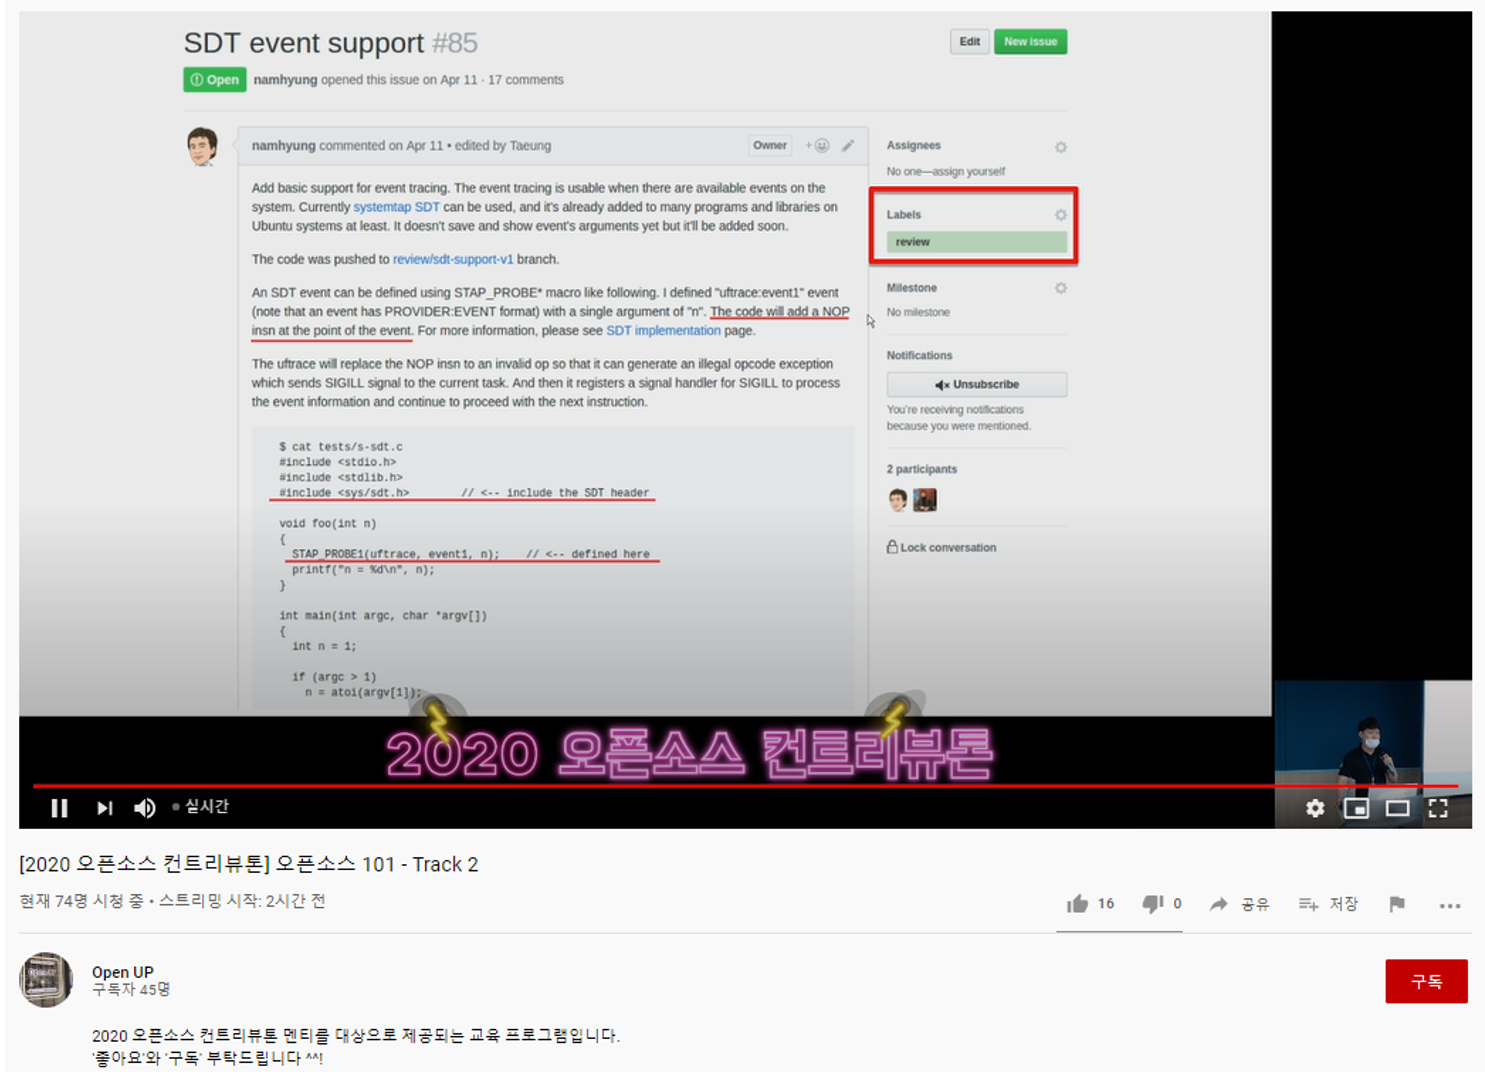 SDT event support #85
Edit
New issue
Open
namhyung opened this issue on Apr 11 · 17 comments
namhyung commented on Apr 11 • edited by Taeung
Owner
Add basic support for event tracing. The event tracing is usable when there are available events on the
system. Currently systemtap SDT can be used, and it's already added to many programs and libraries on
Ubuntu systems at least. It doesn't save and show event's arguments yet but it'll be added soon.
The code was pushed to review/sdt-support-v1 branch.
An SDT event can be defined using STAP_PROBE* macro like following. I defined "uftrace:event1" event
(note that an event has PROVIDER:EVENT format) with a single argument of "n". The code will add a NOP
insn at the point of the event. For more information, please see SDT implementation page.
The uftrace will replace the NOP insn to an invalid op so that it can generate an illegal opcode exception
which sends SIGILL signal to the current task. And then it registers a signal handler for SIGILL to process
the event information and continue to proceed with the next instruction.
$ cat tests/s-sdt.c
#include <stdio.h>
#include <stdlib.h>
#include <sys/sdt.h> // <-- include the SDT header
void foo(int n)
{
STAP_PROBE1(uftrace, event1, n); // <-- defined here
printf("n = %d\n", n);
}
int main(int argc, char *argv[])
{
int n = 1;
if (argc > 1)
n = atoi(argv[1]);
Assignees
No one—assign yourself
Labels
review
Milestone
No milestone
Notifications
Unsubscribe
You're receiving notifications
because you were mentioned.
2 participants
Lock conversation
2020 오픈소스 컨트리뷰톤
실시간
[2020 오픈소스 컨트리뷰톤] 오픈소스 101 - Track 2
현재 74명 시청 중 • 스트리밍 시작: 2시간 전
16
0
공유
저장
Open UP
구독자 45명
구독
2020 오픈소스 컨트리뷰톤 멘티를 대상으로 제공되는 교육 프로그램입니다.
'좋아요'와 '구독' 부탁드립니다 ^^!